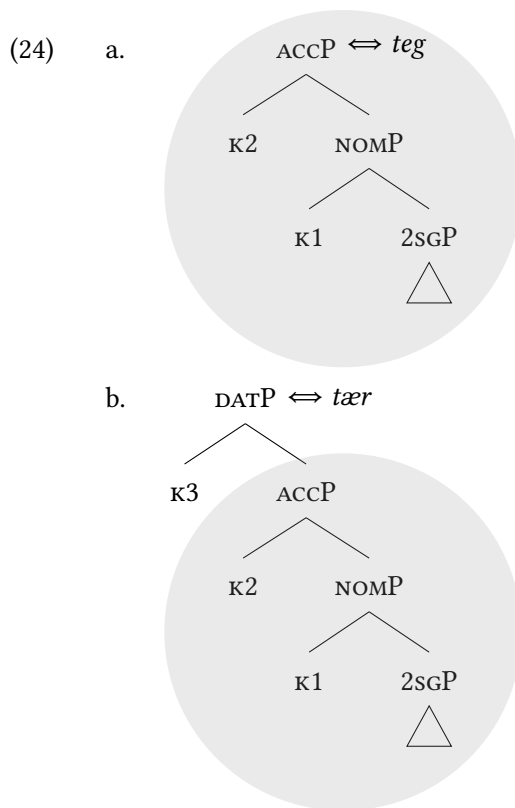 (24) a. ACCP ⇔ teg
K2 NOMP
K1 2SGP
b. DATP ⇔ tær
K3 ACCP
K2 NOMP
K1 2SGP